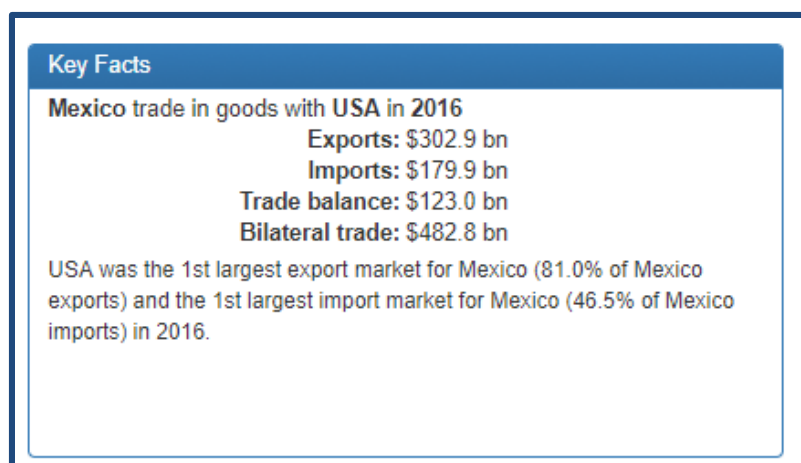 Key Facts
Mexico trade in goods with USA in 2016
Exports: $302.9 bn
Imports: $179.9 bn
Trade balance: $123.0 bn
Bilateral trade: $482.8 bn
USA was the 1st largest export market for Mexico (81.0% of Mexico
exports) and the 1st largest import market for Mexico (46.5% of Mexico
imports) in 2016.